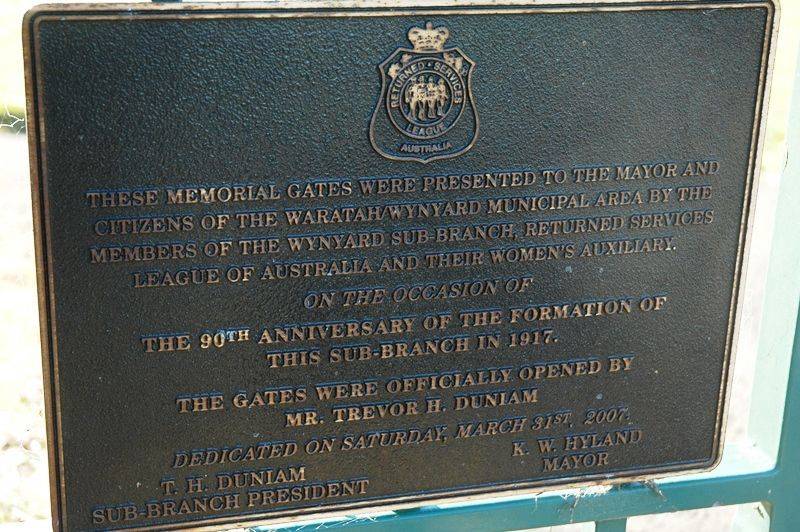 RETURNED • SERVICES
LEAGUE
AUSTRALIA
THESE MEMORIAL GATES WERE PRESENTED TO THE MAYOR AND
CITIZENS OF THE WARATAH/WYNYARD MUNICIPAL AREA BY THE
MEMBERS OF THE WYNYARD SUB-BRANCH, RETURNED SERVICES
LEAGUE OF AUSTRALIA AND THEIR WOMEN'S AUXILIARY.
ON THE OCCASION OF
THE 90TH ANNIVERSARY OF THE FORMATION OF
THIS SUB-BRANCH IN 1917.
THE GATES WERE OFFICIALLY OPENED BY
MR. TREVOR H. DUNIAM
DEDICATED ON SATURDAY, MARCH 31ST, 2007.
T. H. DUNIAM
SUB-BRANCH PRESIDENT
K. W. HYLAND
MAYOR